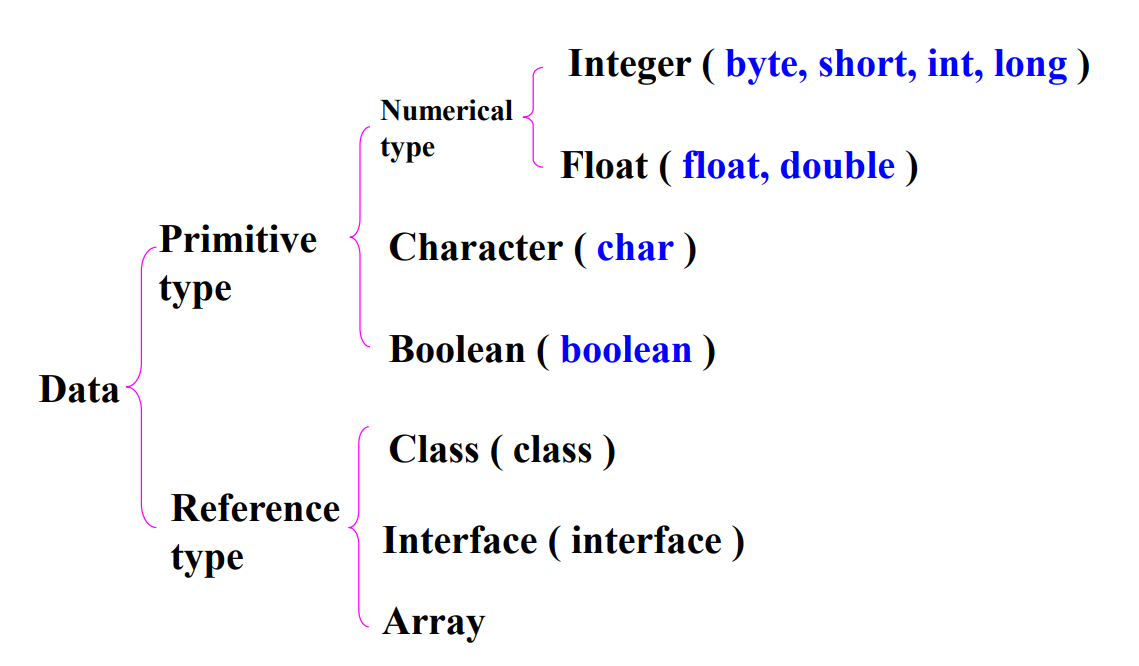 Integer ( byte, short, int, long )
Numerical
type
Float ( float, double )
Primitive
type
Character ( char )
Boolean ( boolean )
Data
Class ( class )
Reference
type
Interface ( interface )
Array